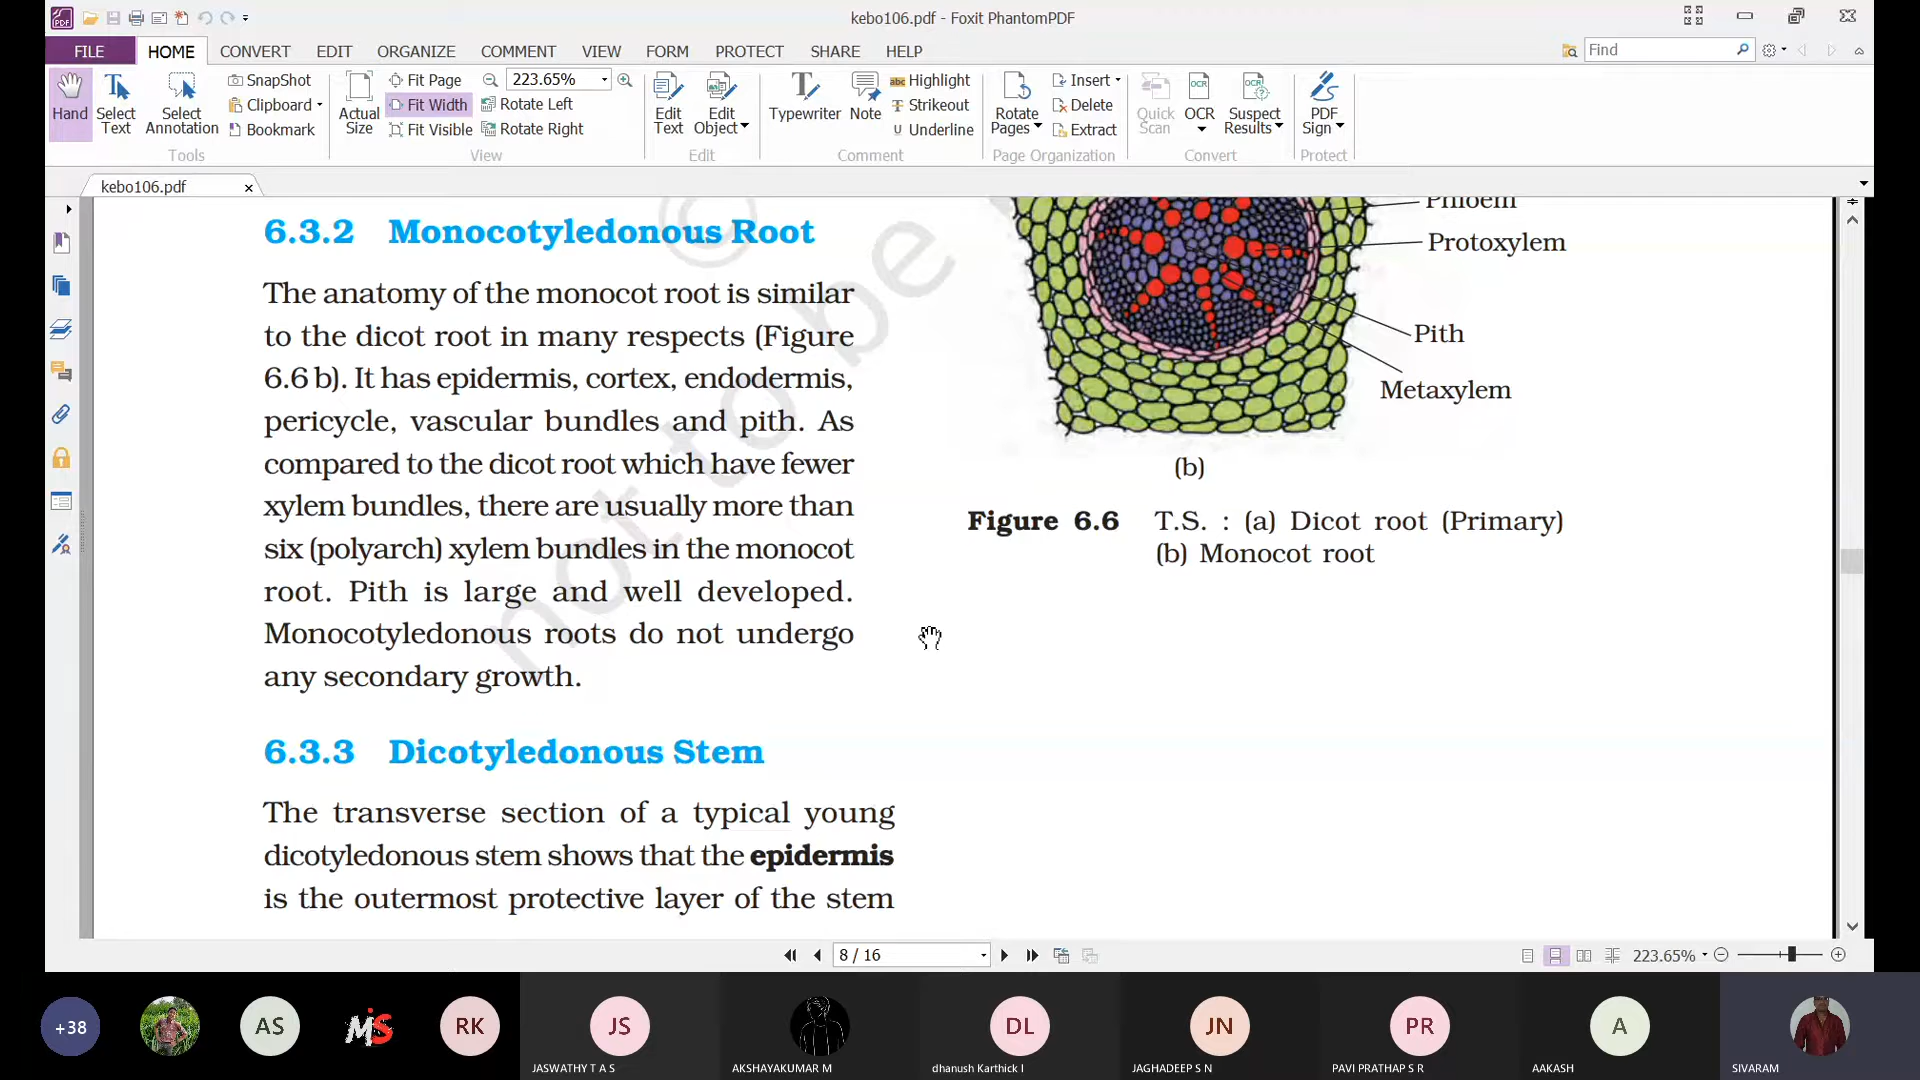 kebo106.pdf - Foxit PhantomPDF
FILE HOME CONVERT EDIT ORGANIZE COMMENT VIEW FORM PROTECT SHARE HELP Find
Hand
Select Text
Select Annotation
SnapShot
Clipboard
Bookmark
Tools
Actual Size
Fit Page
Fit Width
Fit Visible
223.65%
Rotate Left
Rotate Right
View
Edit Text
Edit Object
Edit
Typewriter
Note
Highlight
Strikeout
Underline
Comment
Rotate Pages
Insert
Delete
Extract
Page Organization
Quick Scan
OCR
Suspect Results
Convert
PDF Sign
Protect
kebo106.pdf
6.3.2 Monocotyledonous Root
The anatomy of the monocot root is similar
to the dicot root in many respects (Figure
6.6 b). It has epidermis, cortex, endodermis,
pericycle, vascular bundles and pith. As
compared to the dicot root which have fewer
xylem bundles, there are usually more than
six (polyarch) xylem bundles in the monocot
root. Pith is large and well developed.
Monocotyledonous roots do not undergo
any secondary growth.
6.3.3 Dicotyledonous Stem
The transverse section of a typical young
dicotyledonous stem shows that the epidermis
is the outermost protective layer of the stem
Phloem
Protoxylem
Pith
Metaxylem
(b)
Figure 6.6 T.S. : (a) Dicot root (Primary)
(b) Monocot root
© not to be
8 / 16
223.65%
+38
AS
MS
RK
JS
JASWATHY T A S
AKSHAYAKUMAR M
DL
dhanush Karthick I
JN
JAGHADEEP S N
PR
PAVI PRATHAP S R
A
AAKASH
SIVARAM